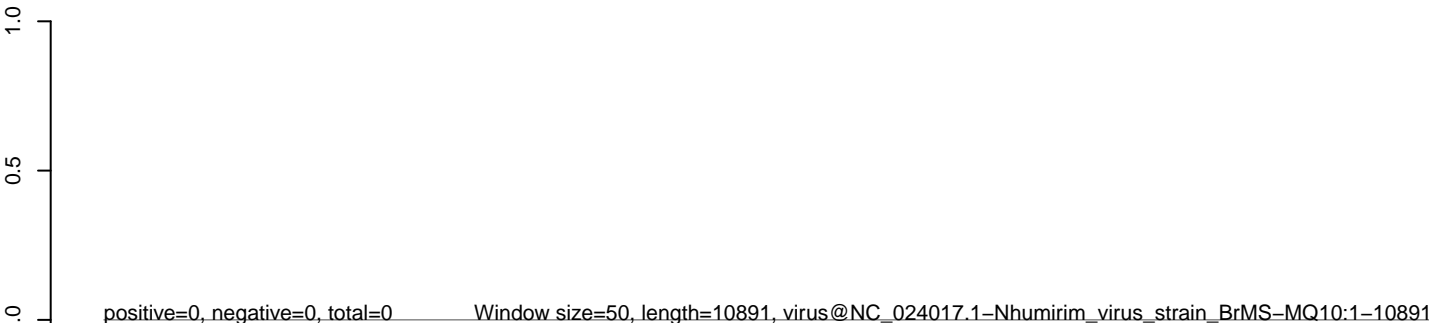 1.0
0.5
.0
positive=0, negative=0, total=0 Window size=50, length=10891, virus@NC_024017.1−Nhumirim_virus_strain_BrMS−MQ10:1−10891